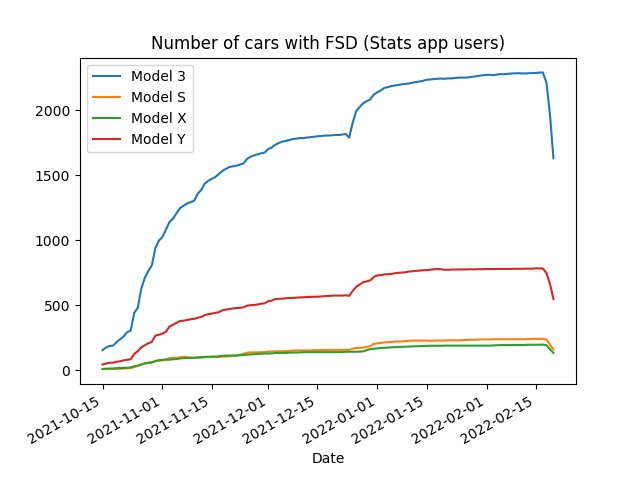 Number of cars with FSD (Stats app users)
Model 3
Model S
Model X
Model Y
2000
1500
1000
500
0
2021-10-15
2021-11-01
2021-11-15
2021-12-01
2021-12-15
2022-01-01
2022-01-15
2022-02-01
2022-02-15
Date